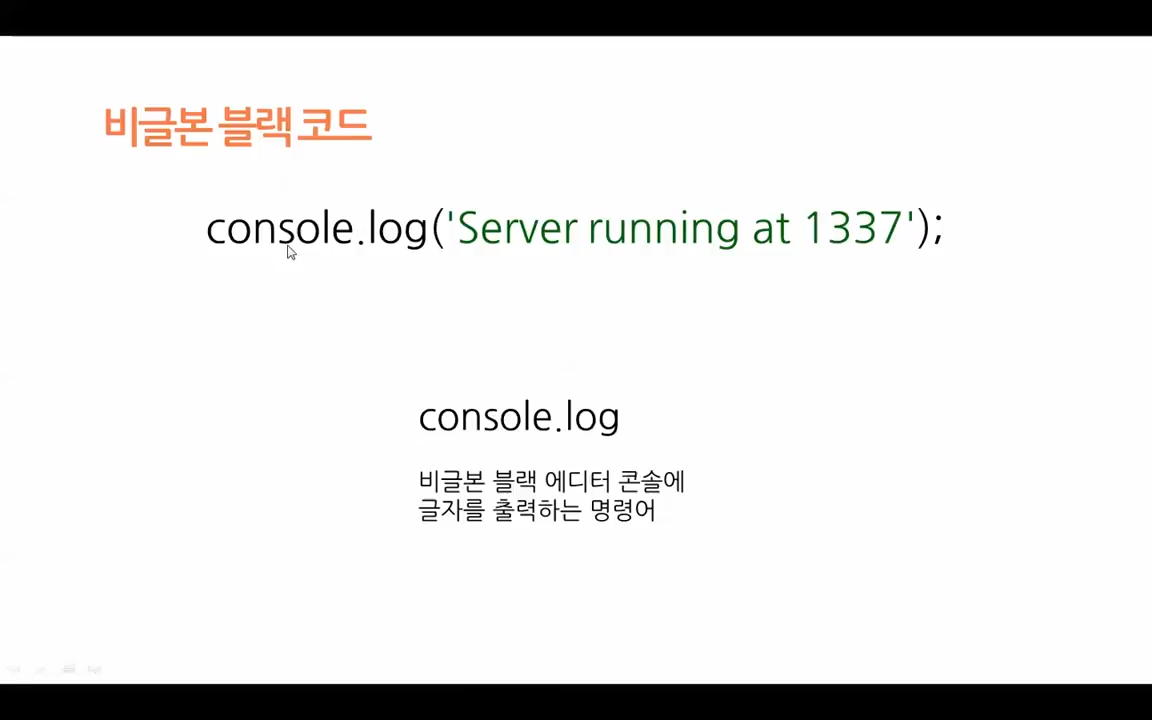 비글본 블랙 코드
console.log('Server running at 1337');
console.log
비글본 블랙 에디터 콘솔에
글자를 출력하는 명령어